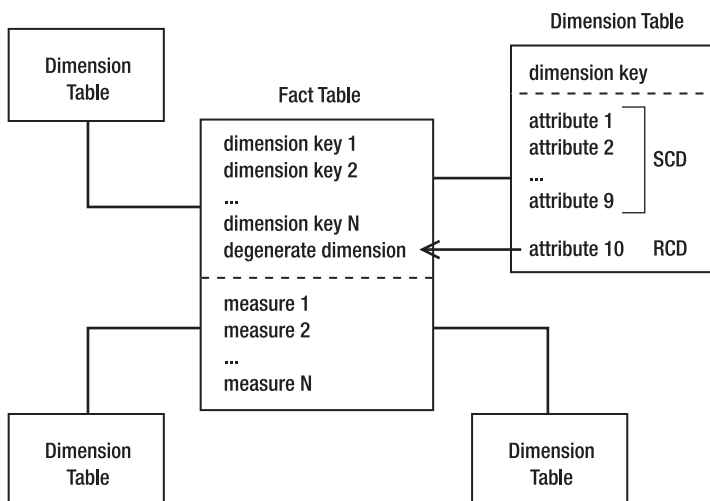 Dimension Table
Dimension
Table
Fact Table
dimension key
dimension key 1
dimension key 2
...
dimension key N
degenerate dimension
attribute 1
attribute 2
...
attribute 9
SCD
attribute 10 RCD
measure 1
measure 2
...
measure N
Dimension
Table
Dimension
Table